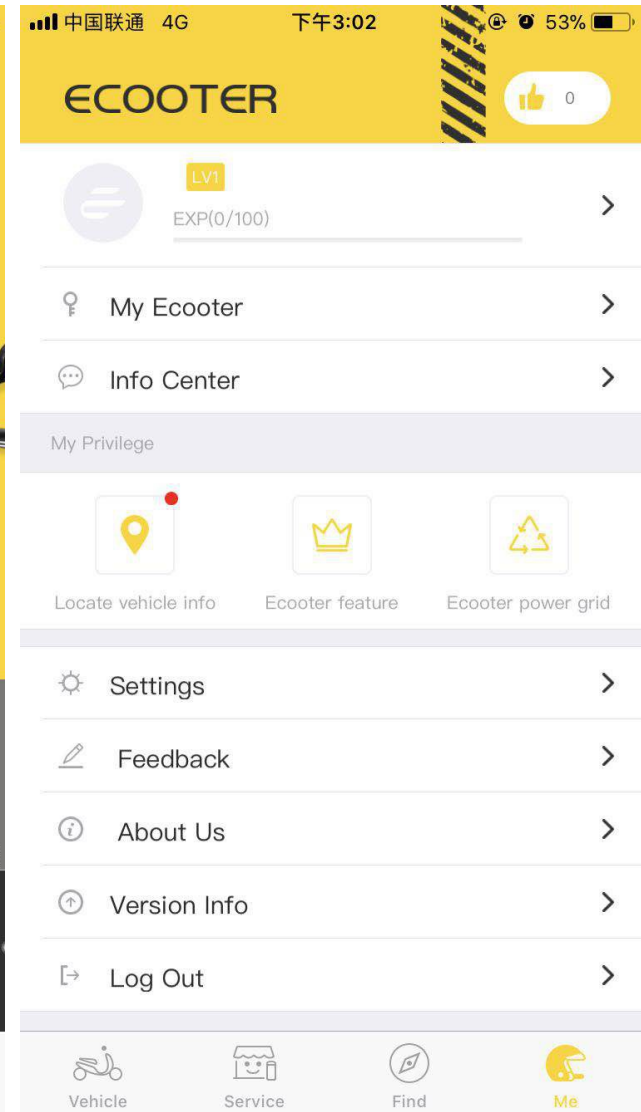 中国联通 4G 下午3:02 53%
ECOOTER 0
LV1
EXP(0/100)
My Ecooter
Info Center
My Privilege
Locate vehicle info Ecooter feature Ecooter power grid
Settings
Feedback
About Us
Version Info
Log Out
Vehicle Service Find Me